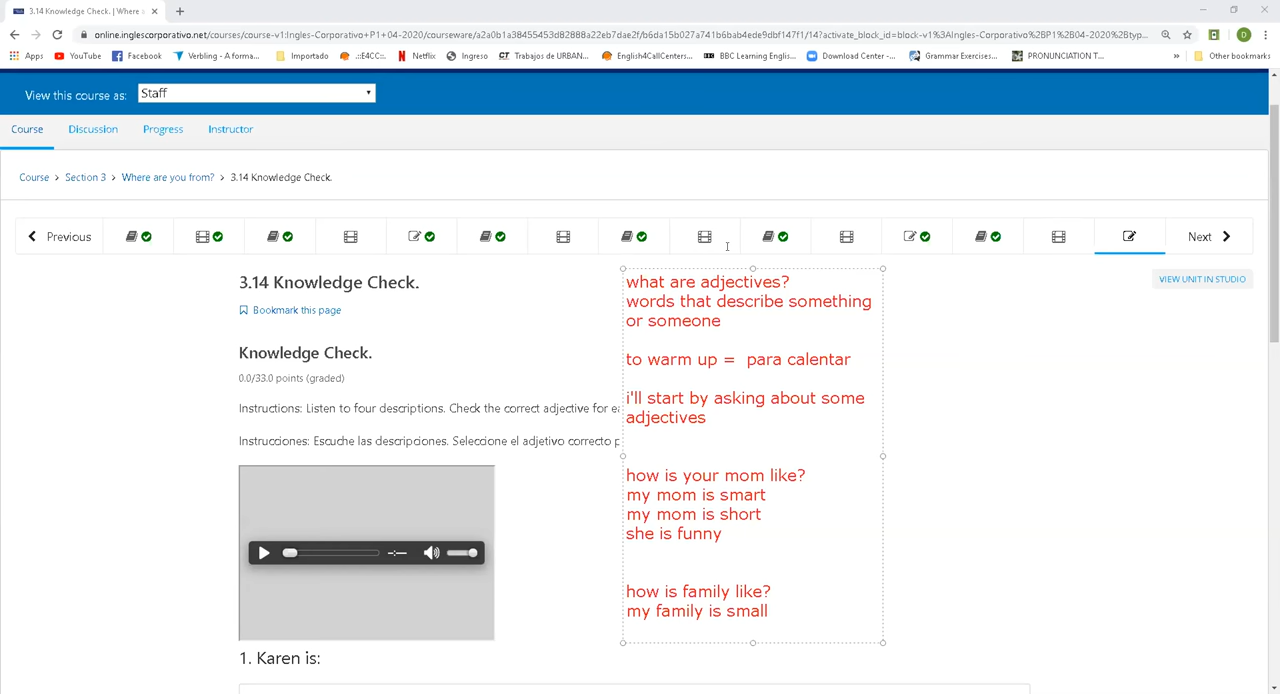 3.14 Knowledge Check. | Where a
online.inglescorporativo.net/courses/course-v1:Ingles-Corporativo+P1+04-2020/courseware/a2a0b1a38455453d82888a22eb7dae2f/b6da15b027a741b6bab4ede9dbf147f1/14?activate_block_id=block-v1%3AIngles-Corporativo%2BP1%2B04-2020%2Btyp...
D
Apps YouTube Facebook Verbling - A forma... Importado .::E4CC::. Netflix Ingreso Trabajos de URBAN... English4CallCenters... BBC Learning Englis... Download Center -... Grammar Exercises... PRONUNCIATION T... » Other bookmarks
View this course as: Staff
Course Discussion Progress Instructor
Course > Section 3 > Where are you from? > 3.14 Knowledge Check.
Previous Next
3.14 Knowledge Check.
VIEW UNIT IN STUDIO
Bookmark this page
Knowledge Check.
0.0/33.0 points (graded)
Instructions: Listen to four descriptions. Check the correct adjective for ea
Instrucciones: Escuche las descripciones. Seleccione el adjetivo correcto p
what are adjectives?
words that describe something
or someone
to warm up = para calentar
i'll start by asking about some
adjectives
how is your mom like?
my mom is smart
my mom is short
she is funny
how is family like?
my family is small
-:--
1. Karen is: